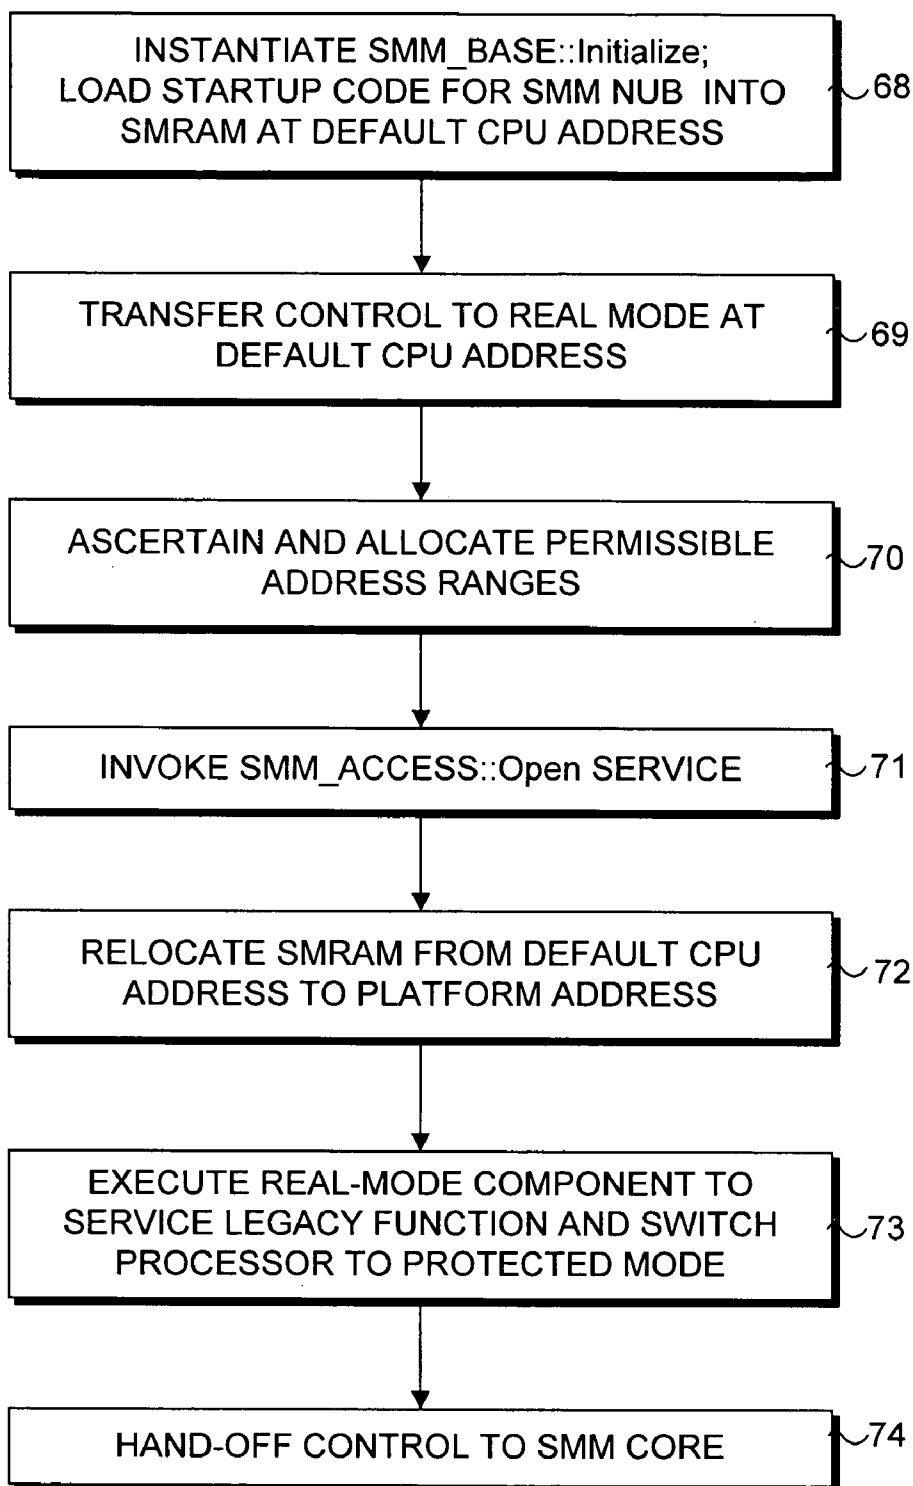 INSTANTIATE SMM_BASE::Initialize;
LOAD STARTUP CODE FOR SMM NUB INTO
SMRAM AT DEFAULT CPU ADDRESS
68
TRANSFER CONTROL TO REAL MODE AT
DEFAULT CPU ADDRESS
69
ASCERTAIN AND ALLOCATE PERMISSIBLE
ADDRESS RANGES
70
INVOKE SMM_ACCESS::Open SERVICE
71
RELOCATE SMRAM FROM DEFAULT CPU
ADDRESS TO PLATFORM ADDRESS
72
EXECUTE REAL-MODE COMPONENT TO
SERVICE LEGACY FUNCTION AND SWITCH
PROCESSOR TO PROTECTED MODE
73
HAND-OFF CONTROL TO SMM CORE
74